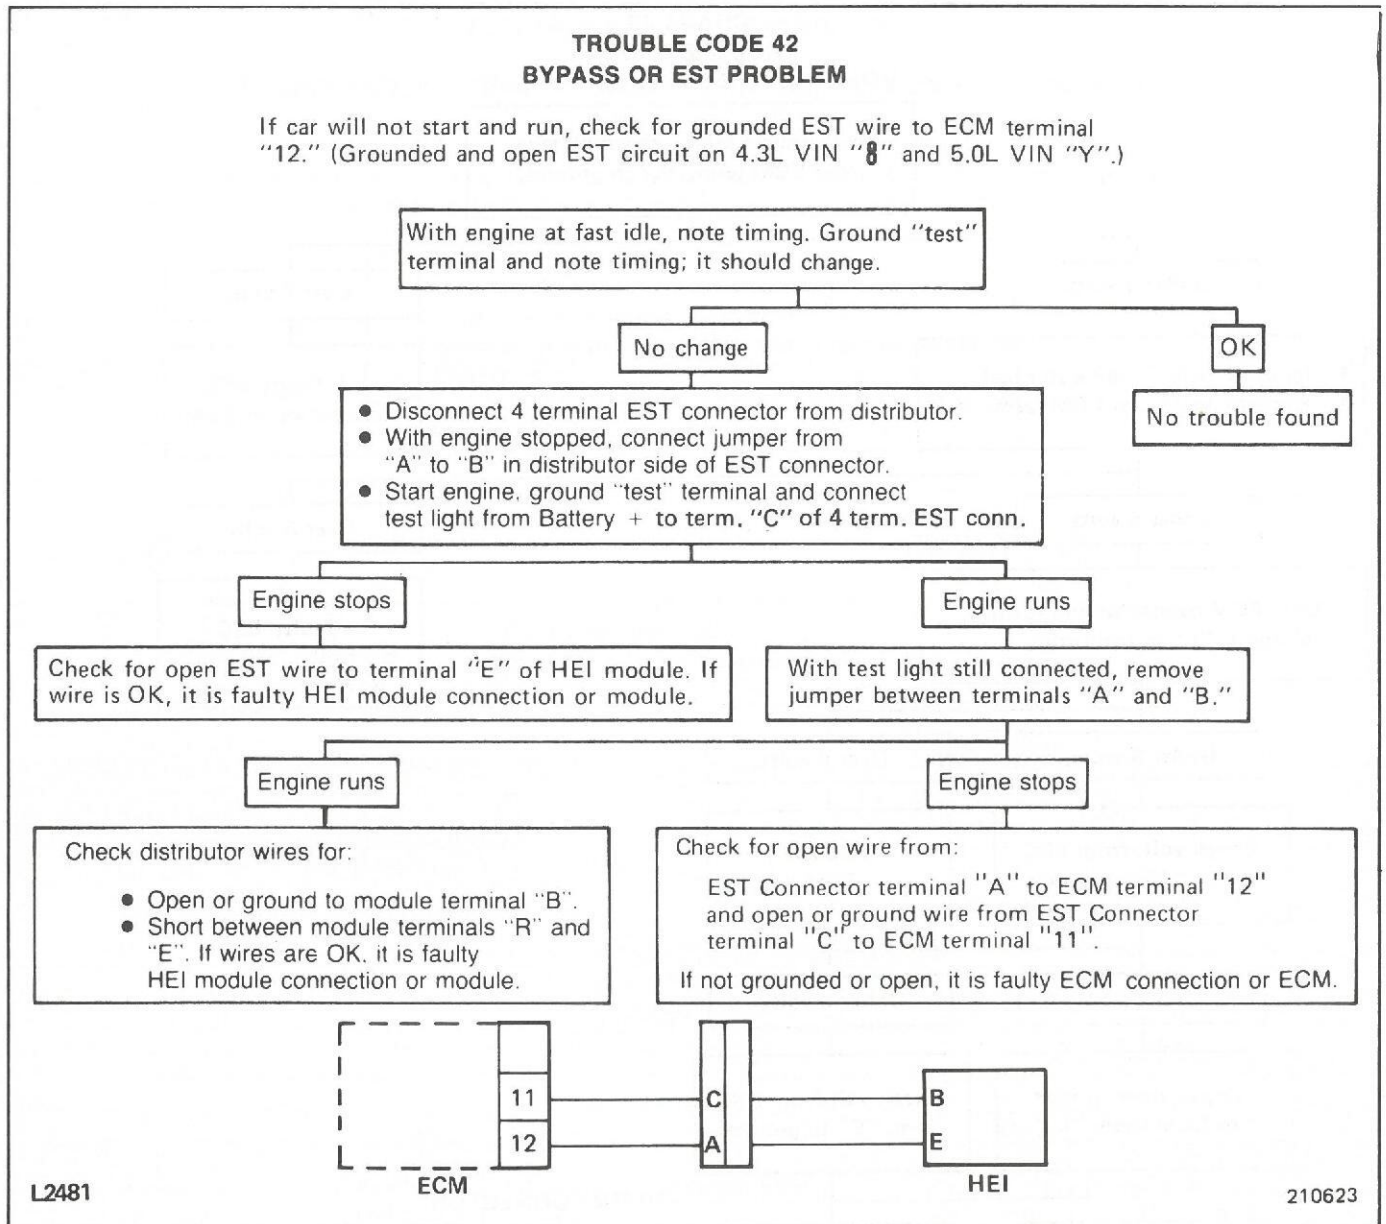 TROUBLE CODE 42
BYPASS OR EST PROBLEM
If car will not start and run, check for grounded EST wire to ECM terminal
"12." (Grounded and open EST circuit on 4.3L VIN "8" and 5.0L VIN "Y".)
With engine at fast idle, note timing. Ground "test"
terminal and note timing; it should change.
No change
OK
● Disconnect 4 terminal EST connector from distributor.
● With engine stopped, connect jumper from
"A" to "B" in distributor side of EST connector.
● Start engine, ground "test" terminal and connect
test light from Battery + to term. "C" of 4 term. EST conn.
No trouble found
Engine stops
Engine runs
Check for open EST wire to terminal "E" of HEI module. If
wire is OK, it is faulty HEI module connection or module.
With test light still connected, remove
jumper between terminals "A" and "B."
Engine runs
Engine stops
Check distributor wires for:
● Open or ground to module terminal "B".
● Short between module terminals "R" and
"E". If wires are OK, it is faulty
HEI module connection or module.
Check for open wire from:
EST Connector terminal "A" to ECM terminal "12"
and open or ground wire from EST Connector
terminal "C" to ECM terminal "11".
If not grounded or open, it is faulty ECM connection or ECM.
11
C
B
12
A
E
ECM
HEI
L2481
210623